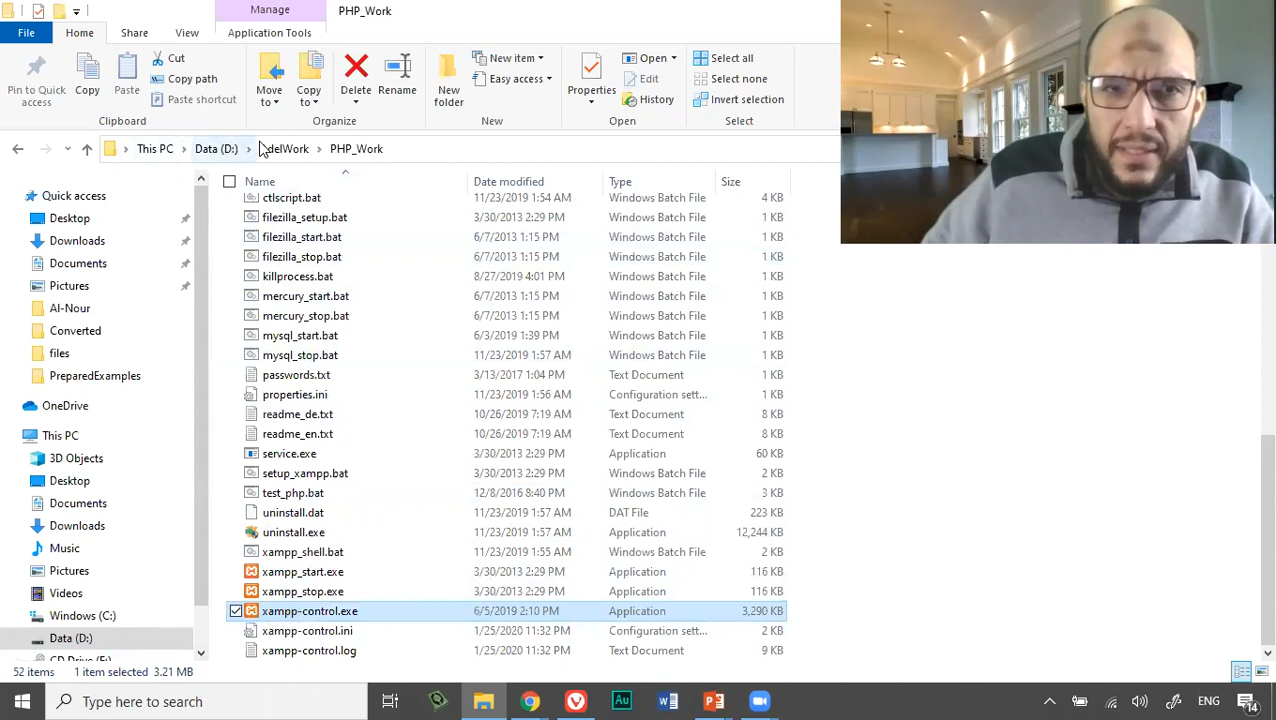 Manage
PHP_Work
File
Home
Share
View
Application Tools
Pin to Quick access
Copy
Paste
Cut
Copy path
Paste shortcut
Clipboard
Move to
Copy to
Delete
Rename
Organize
New folder
New item
Easy access
New
Properties
Open
Edit
History
Open
Select all
Select none
Invert selection
Select
This PC
Data (D:)
PHP_Work
Name
Date modified
Type
Size
ctlscript.bat 11/23/2019 1:54 AM Windows Batch File 4 KB
filezilla_setup.bat 3/30/2013 2:29 PM Windows Batch File 1 KB
filezilla_start.bat 6/7/2013 1:15 PM Windows Batch File 1 KB
filezilla_stop.bat 6/7/2013 1:15 PM Windows Batch File 1 KB
killprocess.bat 8/27/2019 4:01 PM Windows Batch File 1 KB
mercury_start.bat 6/7/2013 1:15 PM Windows Batch File 1 KB
mercury_stop.bat 6/7/2013 1:15 PM Windows Batch File 1 KB
mysql_start.bat 6/3/2019 1:39 PM Windows Batch File 1 KB
mysql_stop.bat 11/23/2019 1:57 AM Windows Batch File 1 KB
passwords.txt 3/13/2017 1:04 PM Text Document 1 KB
properties.ini 11/23/2019 1:56 AM Configuration sett... 1 KB
readme_de.txt 10/26/2019 7:19 AM Text Document 8 KB
readme_en.txt 10/26/2019 7:19 AM Text Document 8 KB
service.exe 3/30/2013 2:29 PM Application 60 KB
setup_xampp.bat 3/30/2013 2:29 PM Windows Batch File 2 KB
test_php.bat 12/8/2016 8:40 PM Windows Batch File 3 KB
uninstall.dat 11/23/2019 1:57 AM DAT File 223 KB
uninstall.exe 11/23/2019 1:57 AM Application 12,244 KB
xampp_shell.bat 11/23/2019 1:55 AM Windows Batch File 2 KB
xampp_start.exe 3/30/2013 2:29 PM Application 116 KB
xampp_stop.exe 3/30/2013 2:29 PM Application 116 KB
xampp-control.exe 6/5/2019 2:10 PM Application 3,290 KB
xampp-control.ini 1/25/2020 11:32 PM Configuration sett... 2 KB
xampp-control.log 1/25/2020 11:32 PM Text Document 9 KB
Quick access
Desktop
Downloads
Documents
Pictures
Al-Nour
Converted
files
PreparedExamples
OneDrive
This PC
3D Objects
Desktop
Documents
Downloads
Music
Pictures
Videos
Windows (C:)
Data (D:)
CD Drive (F:)
52 items 1 item selected 3.21 MB
Type here to search
Au
ENG
14